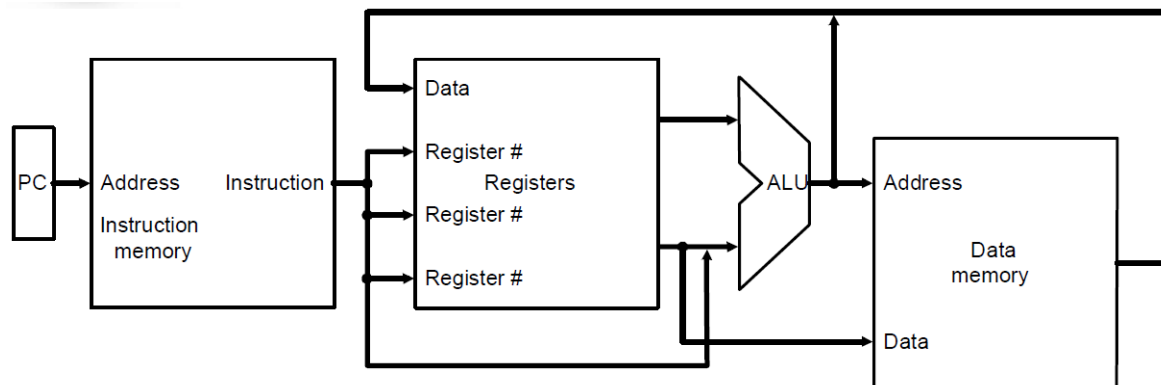 PC
Address
Instruction
Instruction
memory
Data
Register #
Registers
Register #
Register #
ALU
Address
Data
memory
Data